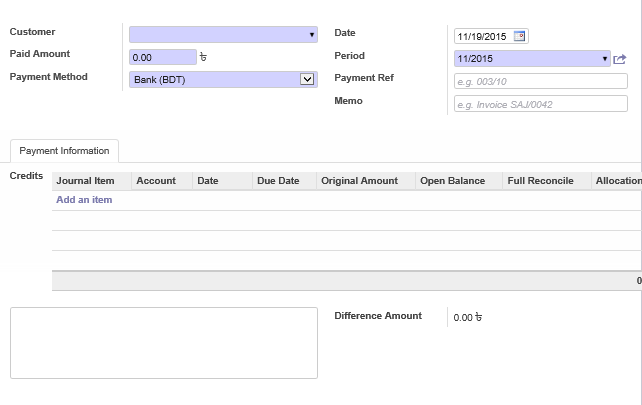 Customer
Paid Amount 0.00 ৳
Payment Method Bank (BDT)
Date 11/19/2015
Period 11/2015
Payment Ref e.g. 003/10
Memo e.g. Invoice SAJ/0042
Payment Information
Credits
Journal Item Account Date Due Date Original Amount Open Balance Full Reconcile Allocation
Add an item
0
Difference Amount 0.00 ৳